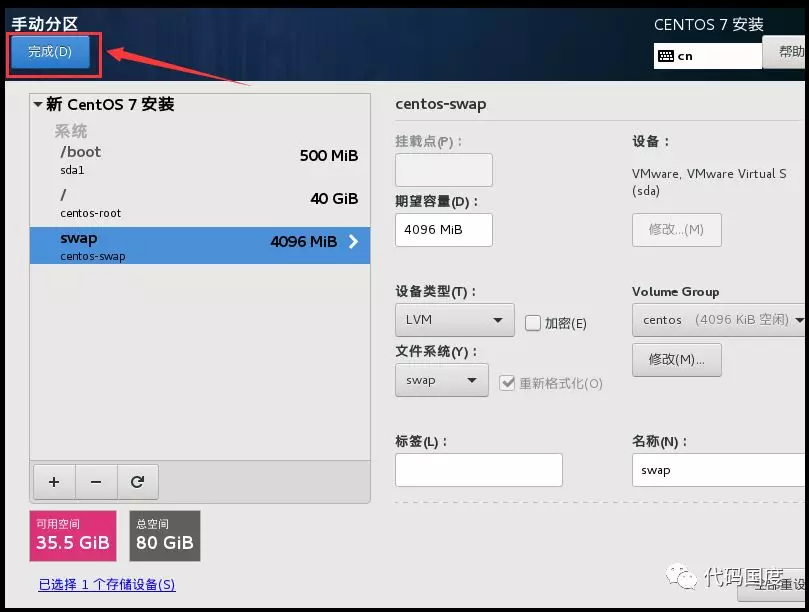 手动分区
CENTOS 7 安装
完成(D)
cn
帮助
新 CentOS 7 安装
系统
/boot
500 MiB
sda1
/
40 GiB
centos-root
swap
4096 MiB
centos-swap
centos-swap
挂载点(P)：
设备：
VMware, VMware Virtual S
(sda)
期望容量(D)：
4096 MiB
修改...(M)
设备类型(T)：
Volume Group
LVM
加密(E)
centos (4096 KiB 空闲)
文件系统(Y)：
修改(M)...
swap
重新格式化(O)
标签(L)：
名称(N)：
swap
可用空间
35.5 GiB
总空间
80 GiB
已选择 1 个存储设备(S)
代码国度
全部重设